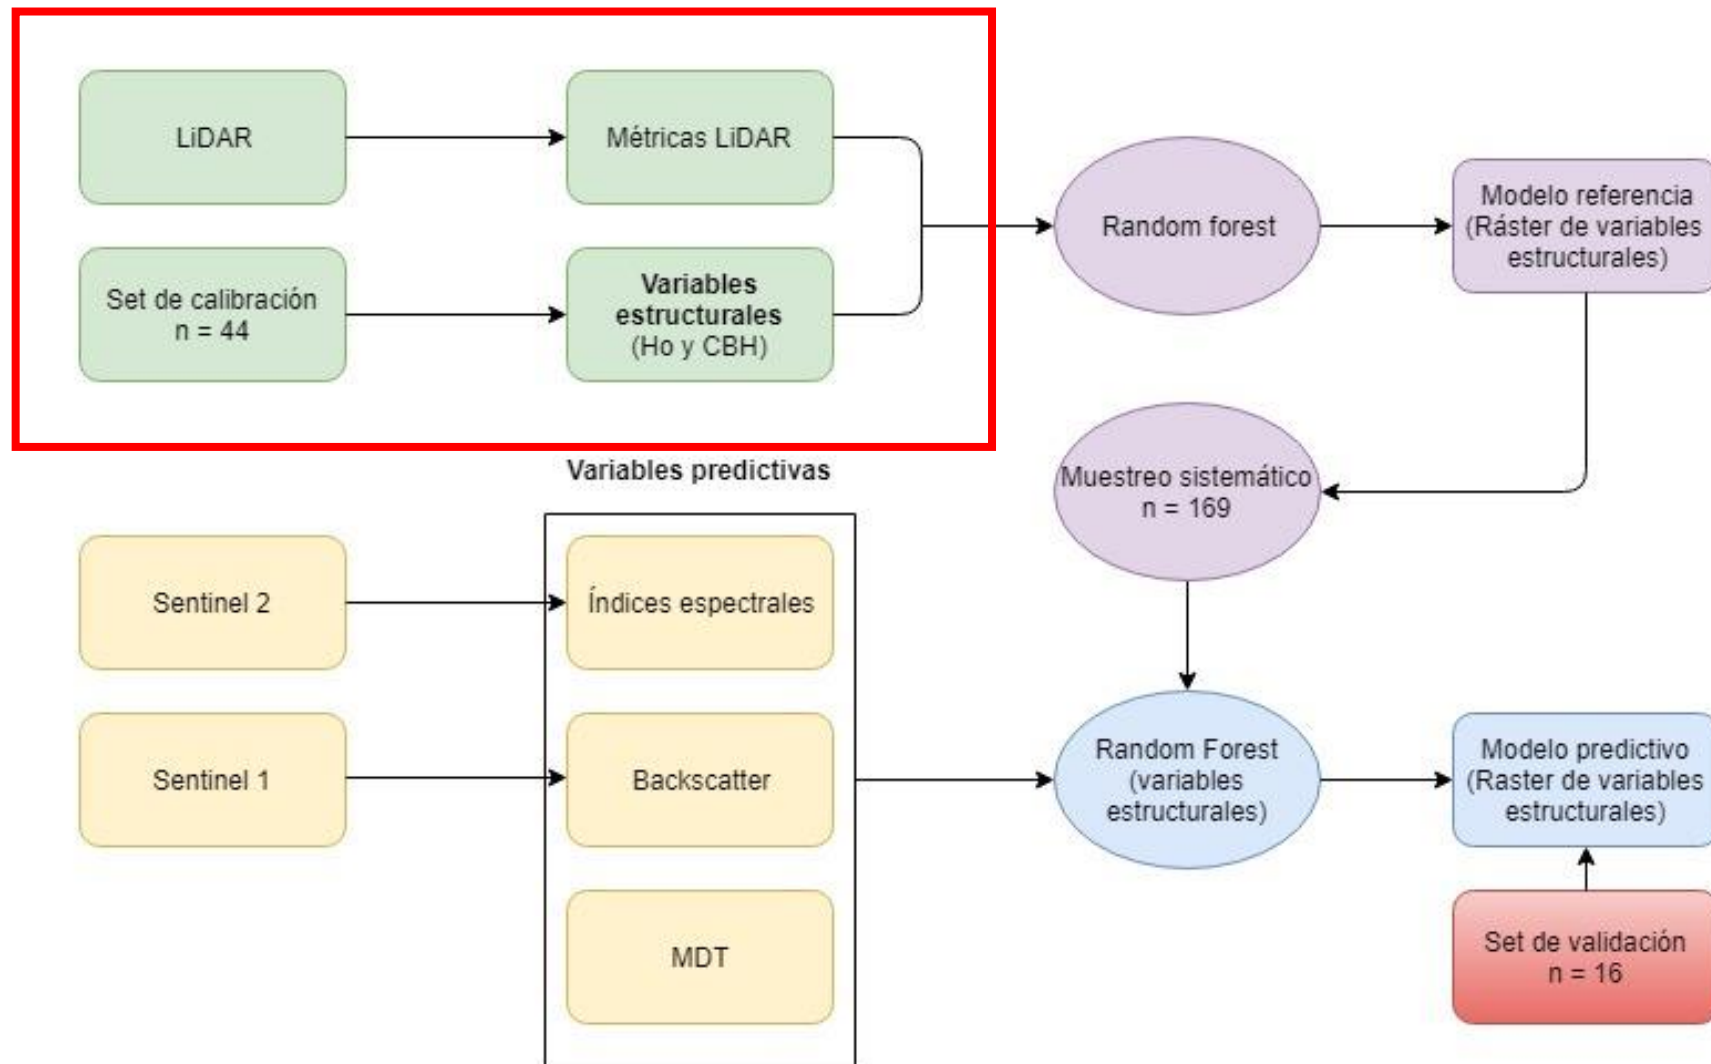 LiDAR
Métricas LiDAR
Set de calibración
n = 44
Variables
estructurales
(Ho y CBH)
Random forest
Modelo referencia
(Ráster de variables
estructurales)
Muestreo sistemático
n = 169
Variables predictivas
Sentinel 2
Índices espectrales
Sentinel 1
Backscatter
MDT
Random Forest
(variables
estructurales)
Modelo predictivo
(Raster de variables
estructurales)
Set de validación
n = 16